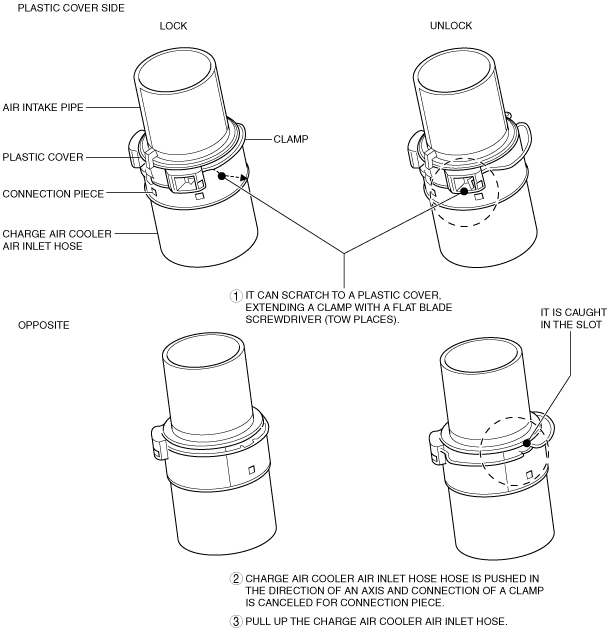 PLASTIC COVER SIDE
LOCK
UNLOCK
AIR INTAKE PIPE
CLAMP
PLASTIC COVER
CONNECTION PIECE
CHARGE AIR COOLER
AIR INLET HOSE
① IT CAN SCRATCH TO A PLASTIC COVER,
EXTENDING A CLAMP WITH A FLAT BLADE
SCREWDRIVER (TOW PLACES).
OPPOSITE
IT IS CAUGHT
IN THE SLOT
② CHARGE AIR COOLER AIR INLET HOSE HOSE IS PUSHED IN
THE DIRECTION OF AN AXIS AND CONNECTION OF A CLAMP
IS CANCELED FOR CONNECTION PIECE.
③ PULL UP THE CHARGE AIR COOLER AIR INLET HOSE.